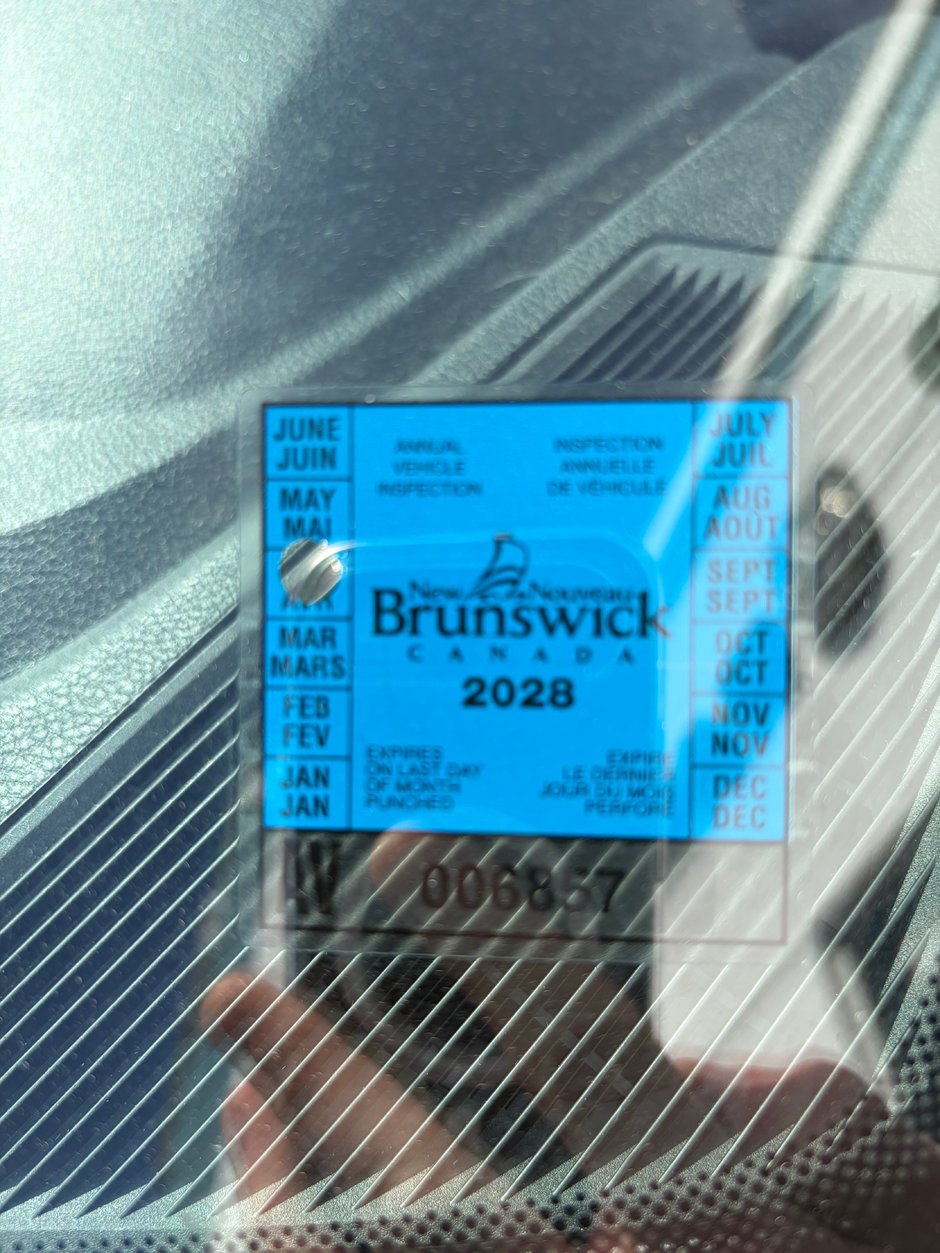 JUNE
JUIN
MAY
MAI
AVR
MAR
MARS
FEB
FEV
JAN
JAN
ANNUAL
VEHICLE
INSPECTION
INSPECTION
ANNUELLE
DE VÉHICULE
New Nouveau
Brunswick
CANADA
2028
EXPIRES
ON LAST DAY
OF MONTH
PUNCHED
EXPIRE
LE DERNIER
JOUR DU MOIS
PERFORÉ
JULY
JUIL
AUG
AOÛT
SEPT
SEPT
OCT
OCT
NOV
NOV
DEC
DEC
006857